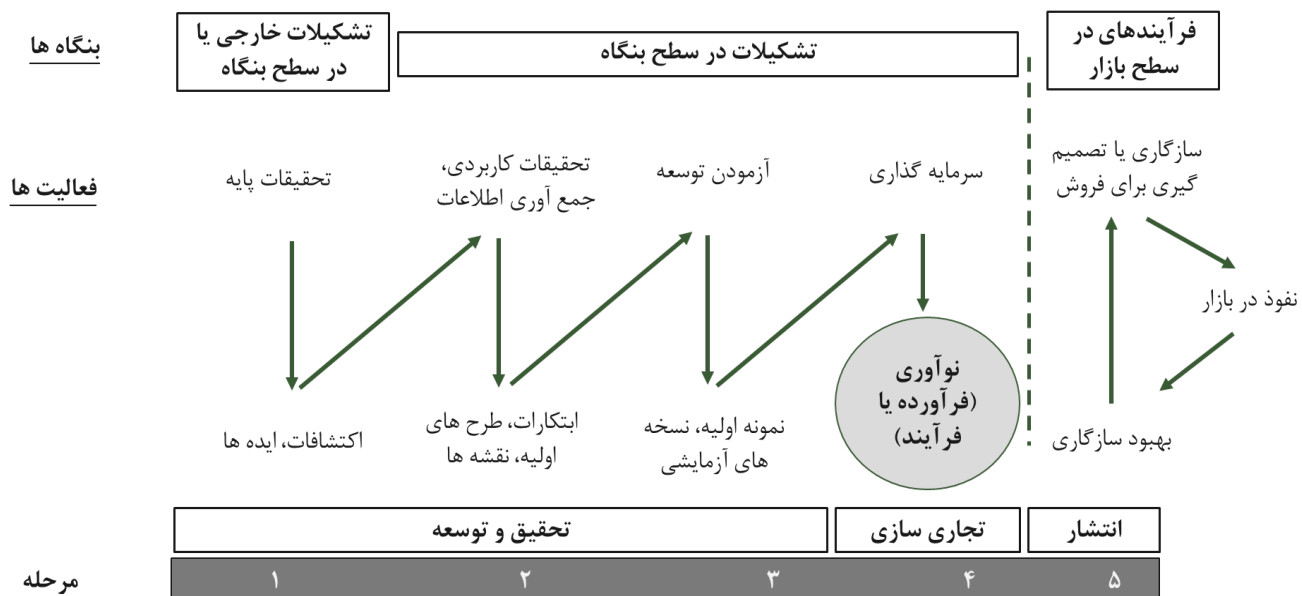 بنگاه ها
تشکیلات خارجی یا
در سطح بنگاه
تشکیلات در سطح بنگاه
فرآیندهای در
سطح بازار
فعالیت ها
تحقیقات پایه
تحقیقات کاربردی،
جمع آوری اطلاعات
آزمودن توسعه
سرمایه گذاری
سازگاری یا تصمیم
گیری برای فروش
نفوذ در بازار
اکتشافات، ایده ها
ابتکارات، طرح های
اولیه، نقشه ها
نمونه اولیه، نسخه
های آزمایشی
نوآوری
(فرآورده یا
فرآیند)
بهبود سازگاری
تحقیق و توسعه
تجاری سازی
انتشار
مرحله
۱
۲
۳
۴
۵